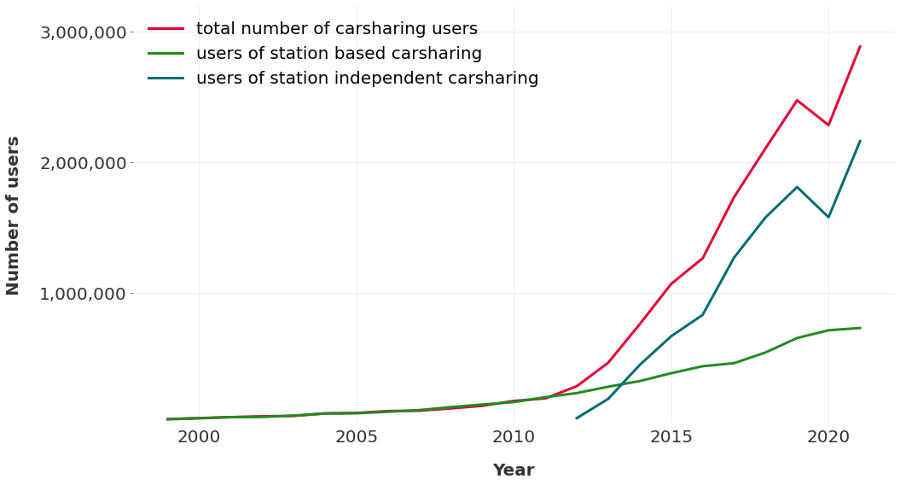 total number of carsharing users
users of station based carsharing
users of station independent carsharing
3,000,000
2,000,000
1,000,000
Number of users
2000 2005 2010 2015 2020
Year